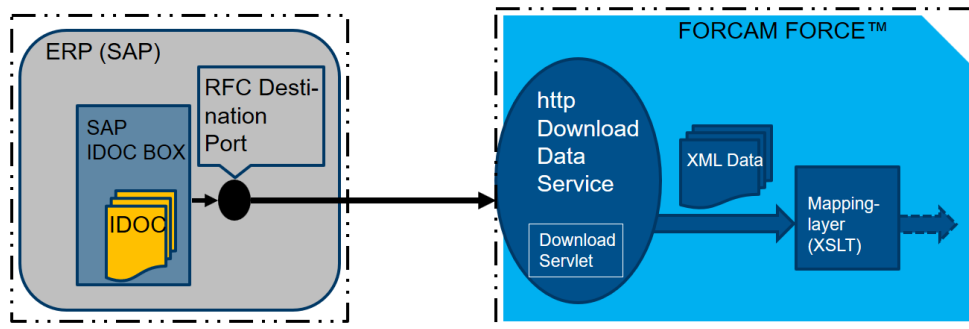 ERP (SAP)
RFC Desti-
nation
Port
SAP
IDOC BOX
IDOC
FORCAM FORCE™
http
Download
Data
Service
Download
Servlet
XML Data
Mapping-
layer
(XSLT)